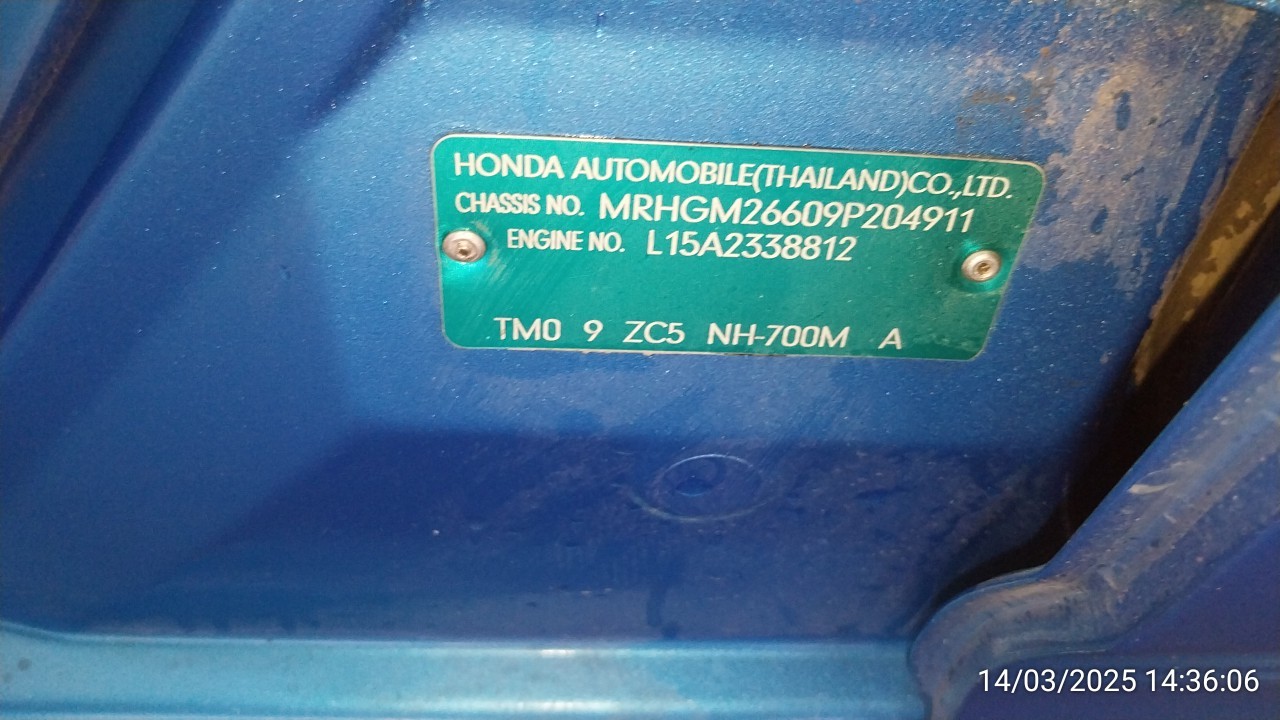 HONDA AUTOMOBILE(THAILAND)CO.,LTD.
CHASSIS NO. MRHGM26609P204911
ENGINE NO. L15A2338812
TM0 9 ZC5 NH-700M A
14/03/2025 14:36:06